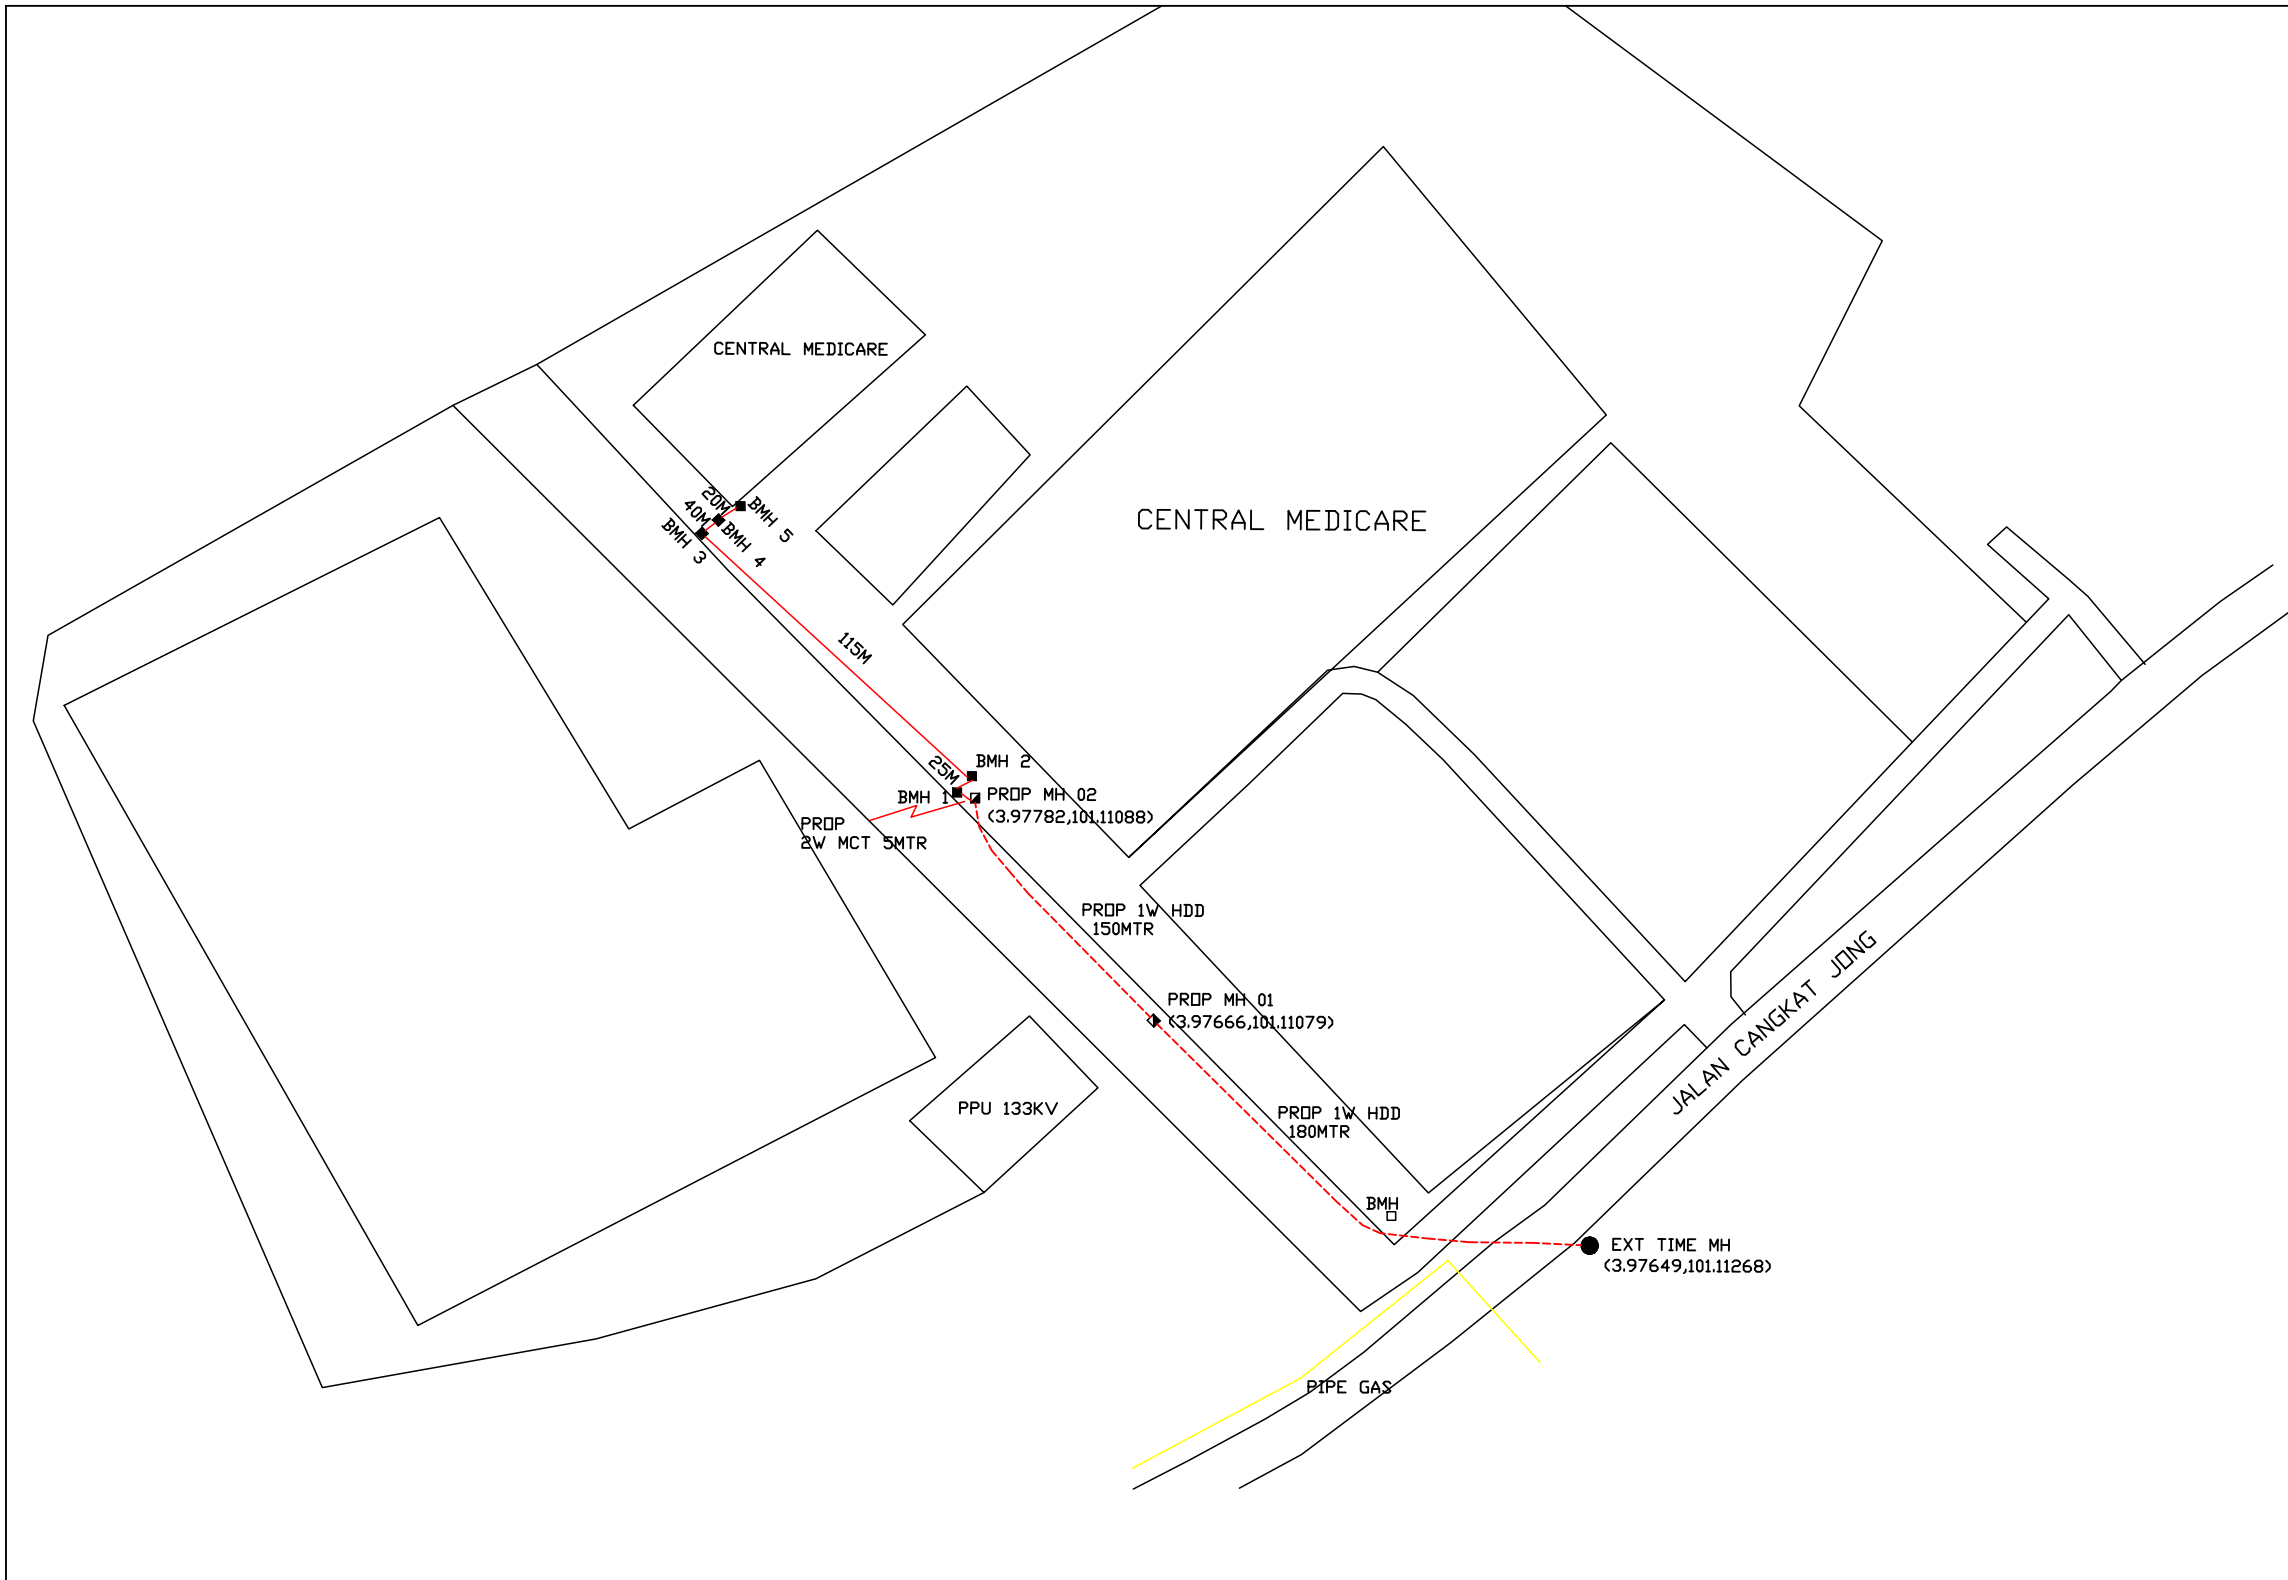 CENTRAL MEDICARE
20M
40M
BMH 5
BMH 4
BMH 3
CENTRAL MEDICARE
115M
BMH 2
25M
BMH 1
PROP MH 02
(3.97782,101.11088)
PROP
2W MCT 5MTR
PROP 1W HDD
150MTR
PROP MH 01
(3.97666,101.11079)
JALAN CANGKAT JONG
PPU 133KV
PROP 1W HDD
180MTR
BMH
EXT TIME MH
(3.97649,101.11268)
PIPE GAS